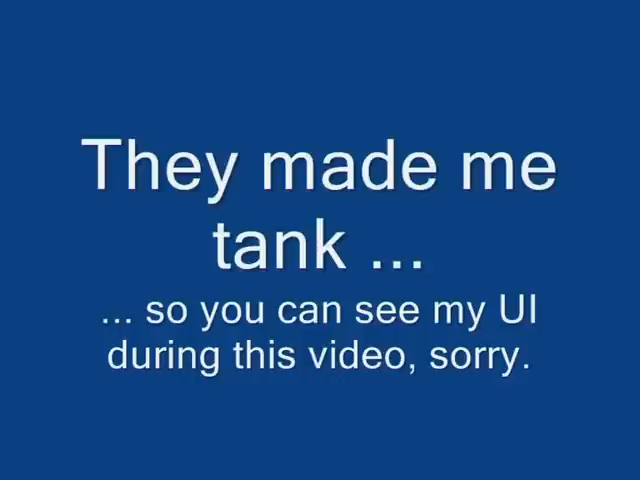 They made me
tank ...
... so you can see my UI
during this video, sorry.